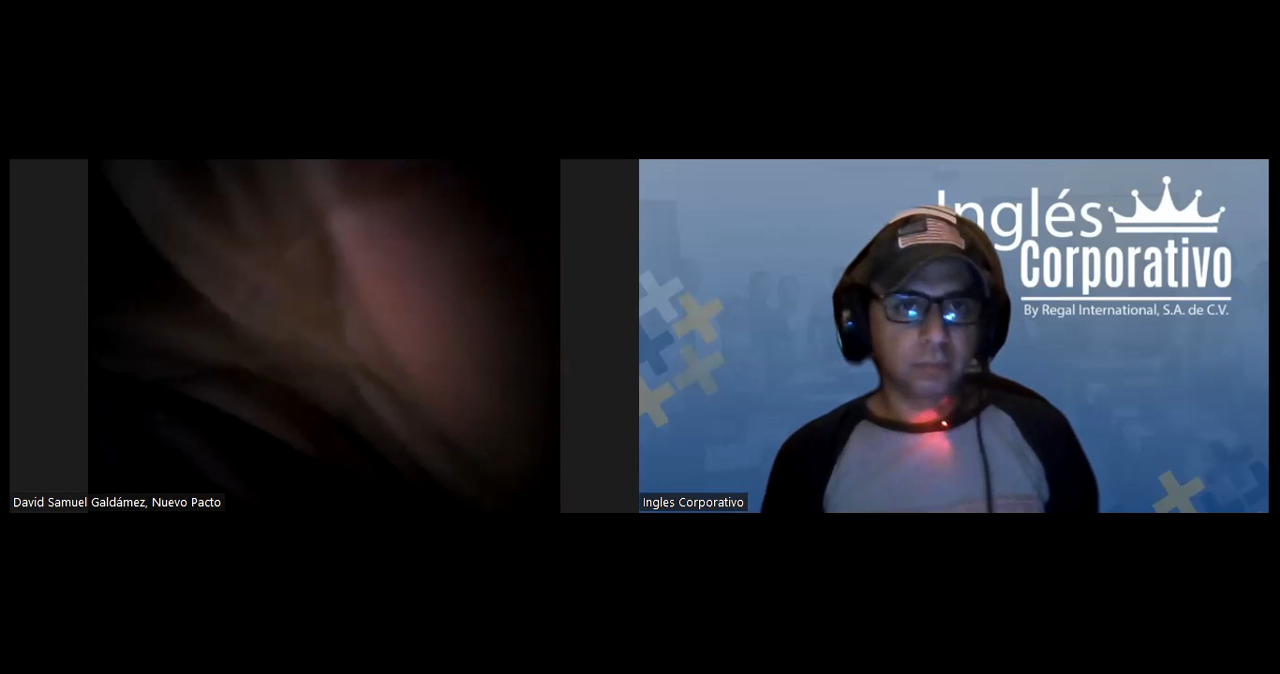 Inglés
Corporativo
By Regal International, S.A. de C.V.
David Samuel Galdámez, Nuevo Pacto
Ingles Corporativo